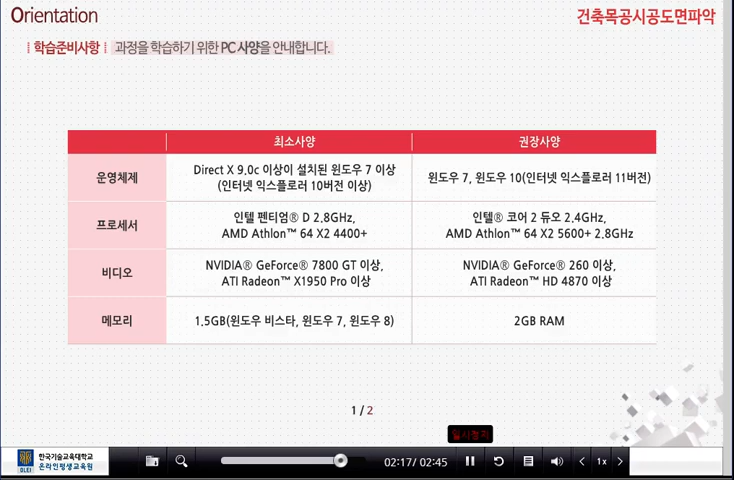 Orientation
건축목공시공도면파악
학습준비사항 과정을 학습하기 위한 PC 사양을 안내합니다.
최소사양 권장사양
운영체제
Direct X 9.0c 이상이 설치된 윈도우 7 이상
(인터넷 익스플로러 10버전 이상)
윈도우 7, 윈도우 10(인터넷 익스플로러 11버전)
프로세서
인텔 펜티엄® D 2.8GHz,
AMD Athlon™ 64 X2 4400+
인텔® 코어 2 듀오 2.4GHz,
AMD Athlon™ 64 X2 5600+ 2.8GHz
비디오
NVIDIA® GeForce® 7800 GT 이상,
ATI Radeon™ X1950 Pro 이상
NVIDIA® GeForce® 260 이상,
ATI Radeon™ HD 4870 이상
메모리
1.5GB(윈도우 비스타, 윈도우 7, 윈도우 8)
2GB RAM
1 / 2
일시정지
OLEI
한국기술교육대학교
온라인평생교육원
02:17/ 02:45
1x